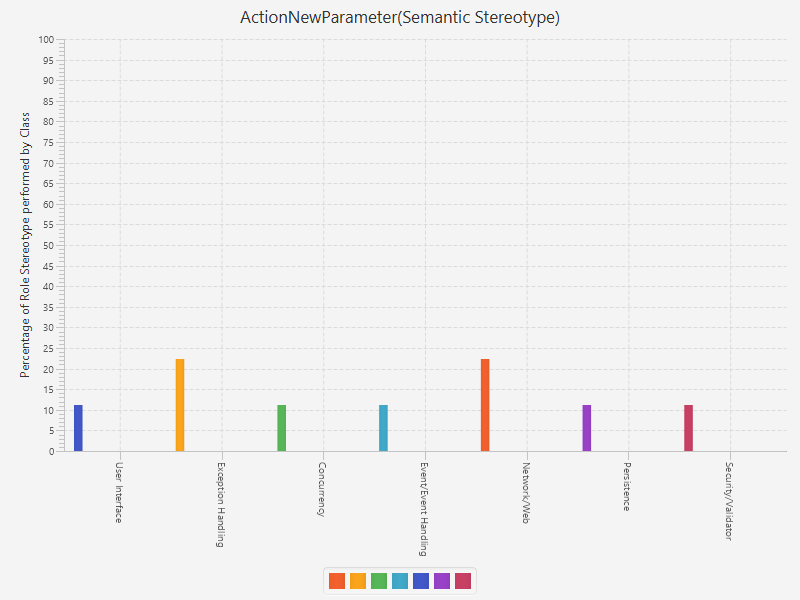 ActionNewParameter(Semantic Stereotype)
Percentage of Role Stereotype performed by Class
100
95
90
85
80
75
70
65
60
55
50
45
40
35
30
25
20
15
10
5
0
User Interface
Exception Handling
Concurrency
Event/Event Handling
Network/Web
Persistence
Security/Validator